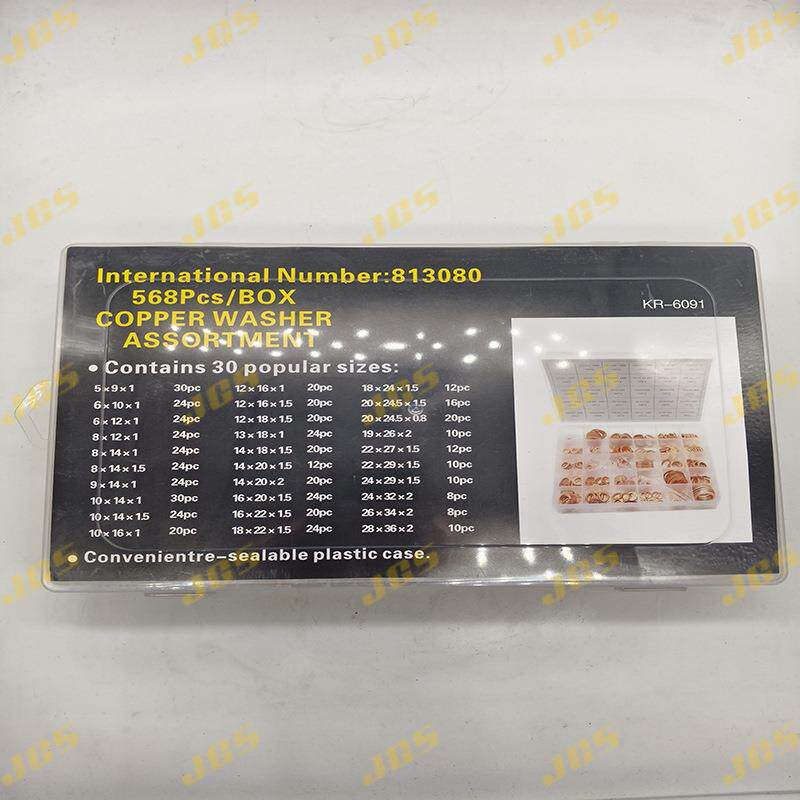 International Number:813080
568Pcs/BOX
COPPER WASHER
ASSORTMENT
KR-6091
• Contains 30 popular sizes:
5×9×1 30pc 12×16×1 20pc 18×24×1.5 12pc
6×10×1 24pc 12×16×1.5 20pc 20×24.5×1.5 16pc
6×12×1 24pc 12×18×1.5 20pc 20×24.5×0.8 20pc
8×12×1 24pc 13×18×1 24pc 19×26×2 10pc
8×14×1 24pc 14×18×1.5 20pc 22×27×1.5 12pc
8×14×1.5 24pc 14×20×1.5 12pc 22×29×1.5 10pc
9×14×1 24pc 14×20×2 20pc 24×29×1.5 10pc
10×14×1 30pc 16×20×1.5 24pc 24×32×2 8pc
10×14×1.5 24pc 16×22×1.5 20pc 26×34×2 8pc
10×16×1 20pc 18×22×1.5 24pc 28×36×2 10pc
• Convenientre-sealable plastic case.
JGS